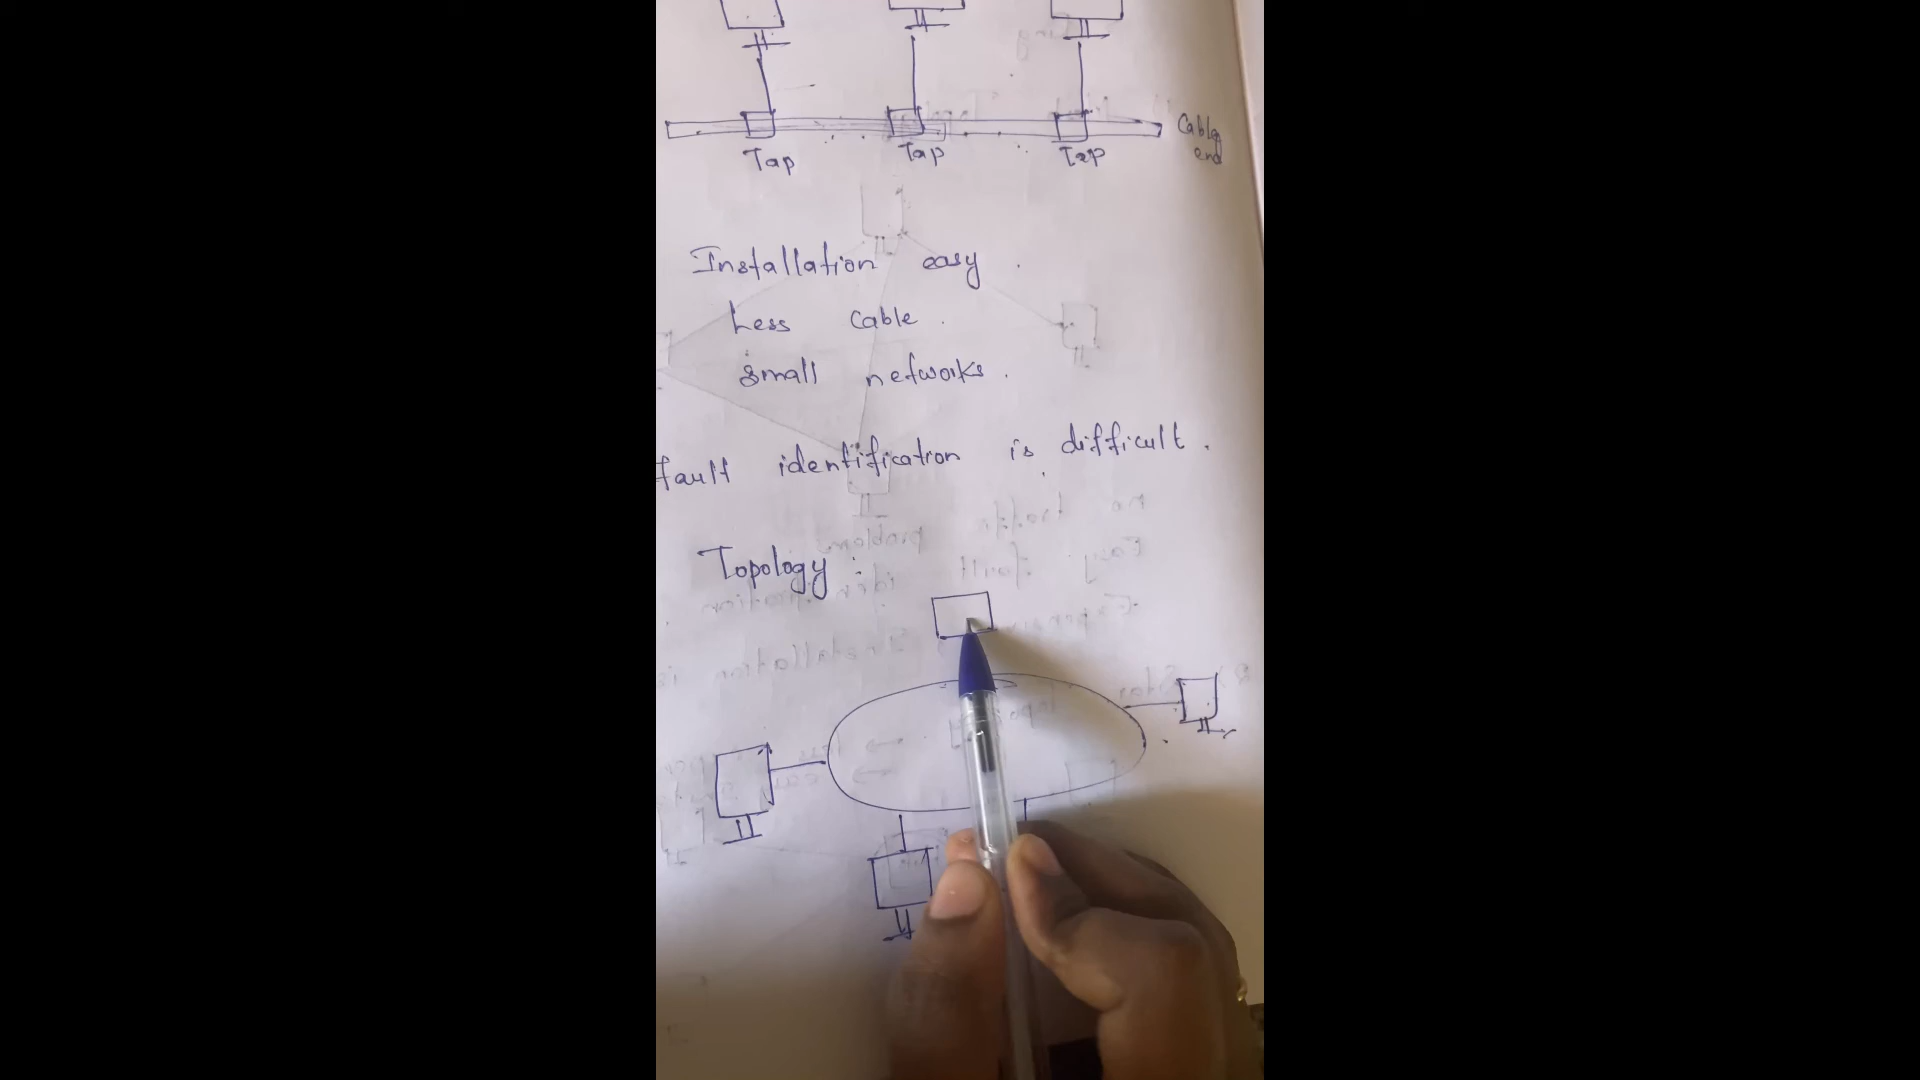 Cable
end
Tap Tap Tap
Installation easy.
Less Cable.
Small networks.
fault identification is difficult.
Topology: